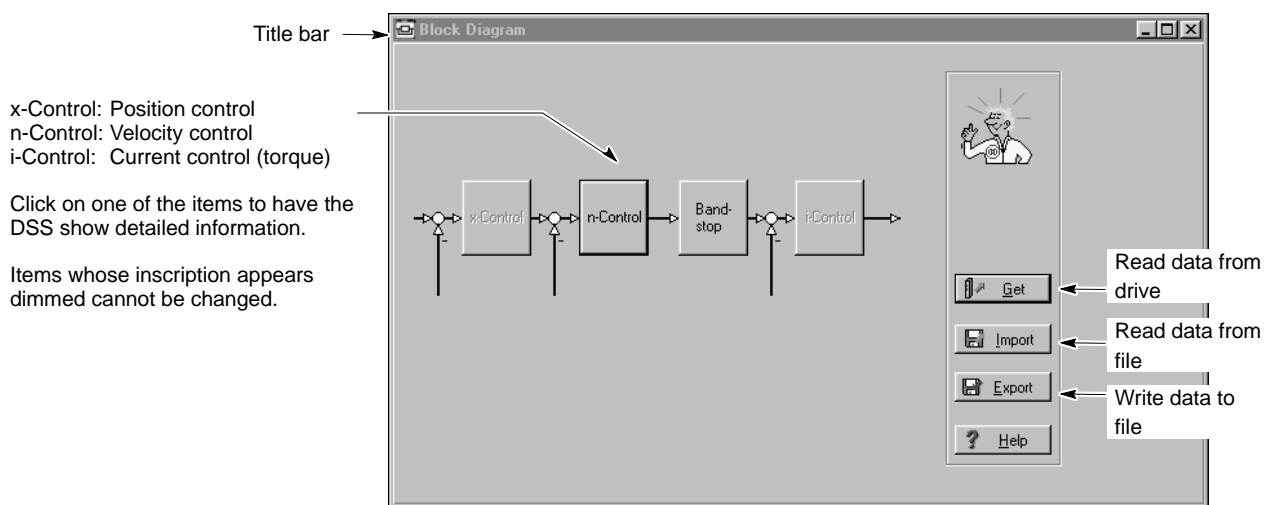 Title bar
Block Diagram
x-Control: Position control
n-Control: Velocity control
i-Control: Current control (torque)
Click on one of the items to have the
DSS show detailed information.
Items whose inscription appears
dimmed cannot be changed.
x-Control
-
n-Control
-
Band-
stop
-
i-Control
Get
Import
Export
? Help
Read data from
drive
Read data from
file
Write data to
file